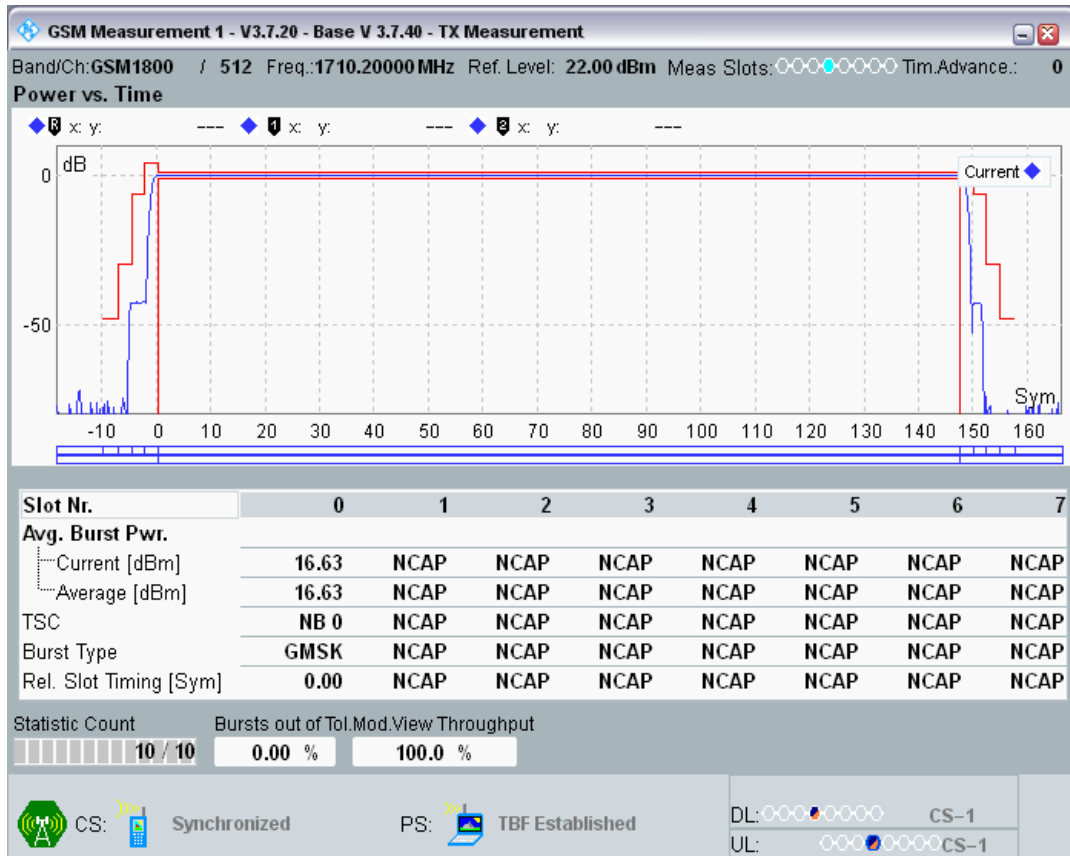 GSM Measurement 1 - V3.7.20 - Base V 3.7.40 - TX Measurement
Band/Ch:GSM1800 / 512 Freq.:1710.20000 MHz Ref. Level: 22.00 dBm Meas Slots: Tim.Advance.: 0
Power vs. Time
R x: y: --- 1 x: y: --- 2 x: y: ---
dB
Current
0
-50
Sym
-10 0 10 20 30 40 50 60 70 80 90 100 110 120 130 140 150 160
Slot Nr. 0 1 2 3 4 5 6 7
Avg. Burst Pwr.
Current [dBm] 16.63 NCAP NCAP NCAP NCAP NCAP NCAP NCAP
Average [dBm] 16.63 NCAP NCAP NCAP NCAP NCAP NCAP NCAP
TSC NB 0 NCAP NCAP NCAP NCAP NCAP NCAP NCAP
Burst Type GMSK NCAP NCAP NCAP NCAP NCAP NCAP NCAP
Rel. Slot Timing [Sym] 0.00 NCAP NCAP NCAP NCAP NCAP NCAP NCAP
Statistic Count Bursts out of Tol.Mod.View Throughput
10 / 10 0.00 % 100.0 %
CS: Synchronized PS: TBF Established
DL: CS-1
UL: CS-1